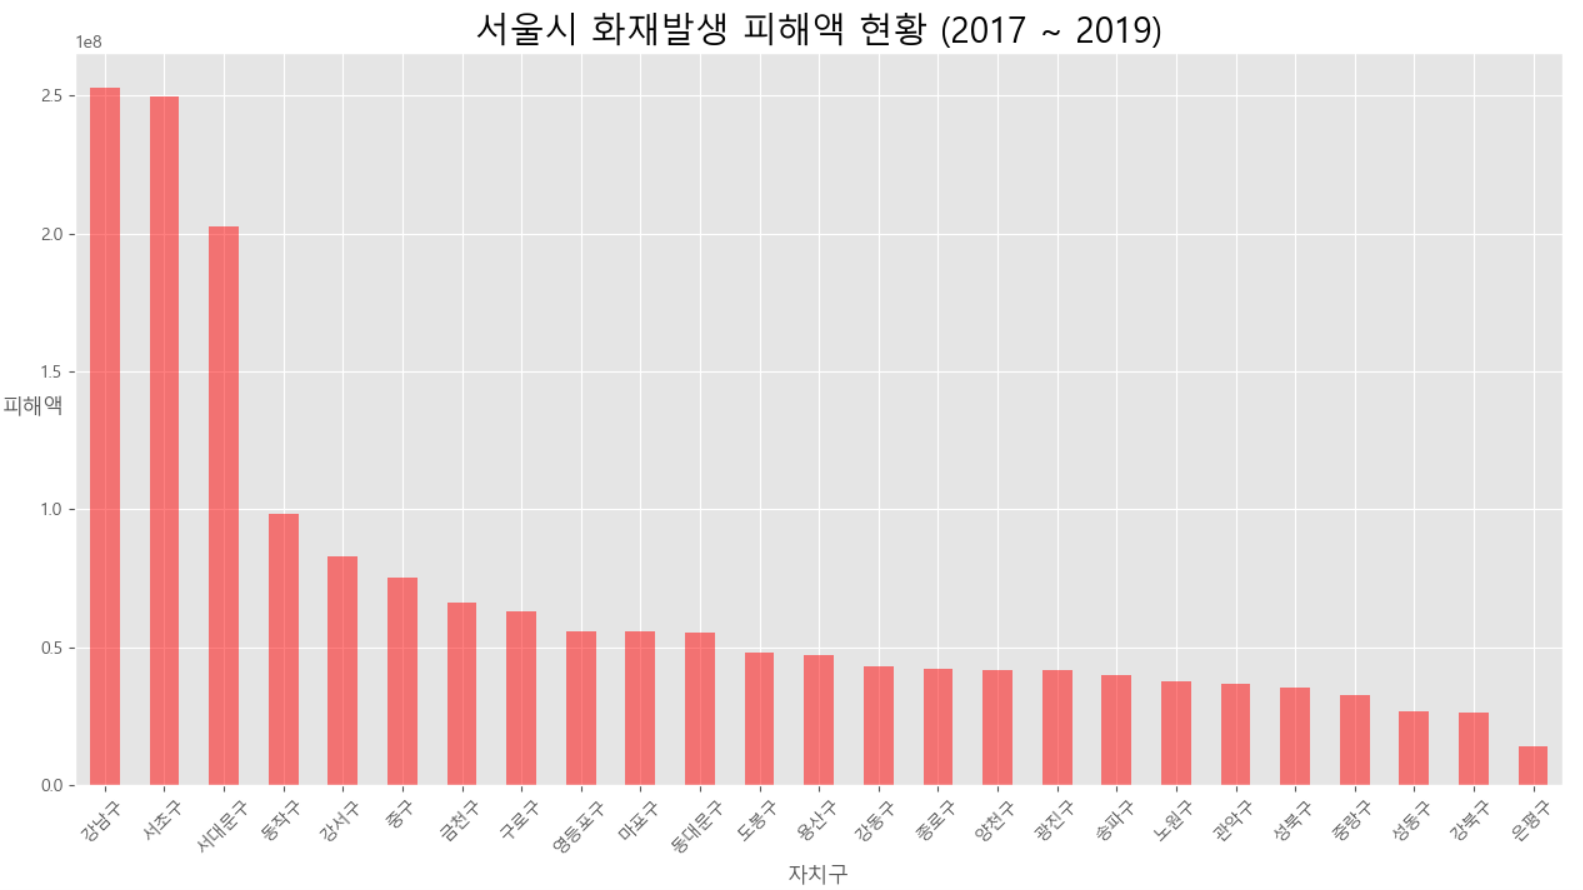 서울시 화재발생 피해액 현황 (2017 ~ 2019)
1e8
2.5
2.0
1.5
피해액
1.0
0.5
0.0
강남구 서초구 서대문구 동작구 강서구 중구 금천구 구로구 영등포구 마포구 동대문구 도봉구 용산구 강동구 종로구 양천구 광진구 송파구 노원구 관악구 성북구 중랑구 성동구 강북구 은평구
자치구